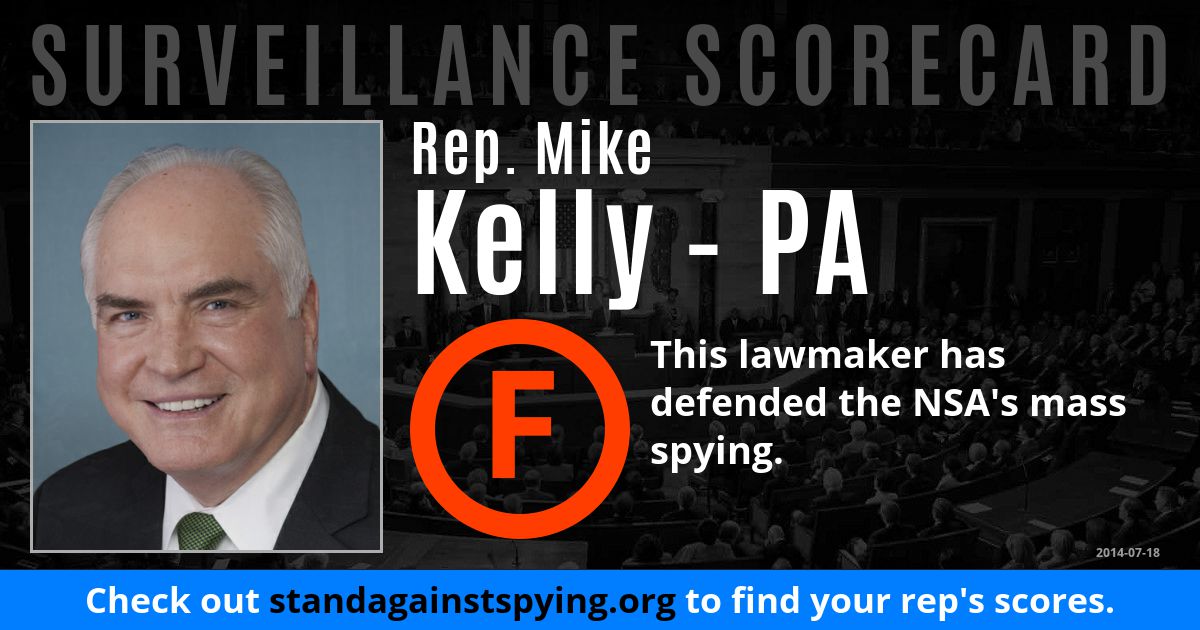 SURVEILLANCE SCORECARD
Rep. Mike
Kelly - PA
F
This lawmaker has
defended the NSA's mass
spying.
2014-07-18
Check out standagainstspying.org to find your rep's scores.